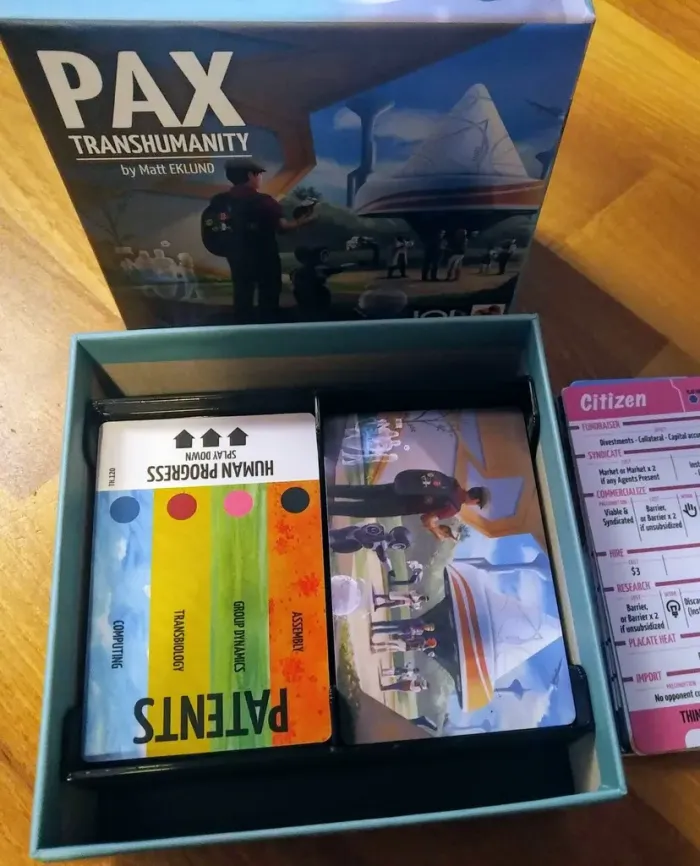 PAX
TRANSHUMANITY
by Matt EKLUND
HUMAN PROGRESS
SPLAY DOWN
COMPUTING
TRANSBIOLOGY
GROUP DYNAMICS
ASSEMBLY
PATENTS
Citizen
FUNDRAISER
Divestments - Collateral - Capital
SYNDICATE
Market or Market x 2
if any Agents Present
COMMERCIALIZE
Viable &
Syndicated
Barrier,
or Barrier x 2
if unsubsidized
HIRE
$3
RESEARCH
Barrier,
or Barrier x 2
if unsubsidized
PLACATE HEAT
IMPORT
No opponent